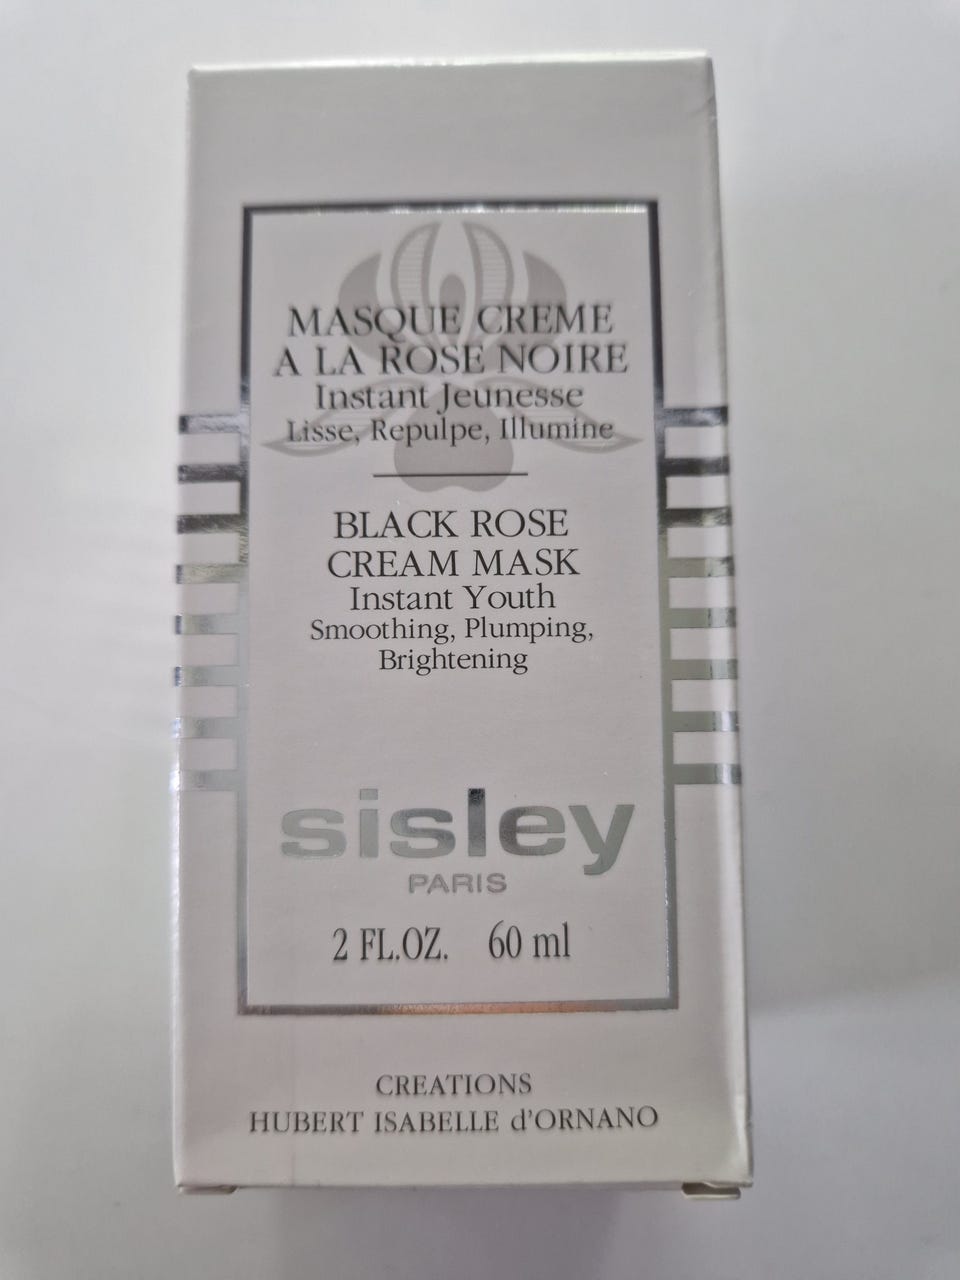 MASQUE CREME
A LA ROSE NOIRE
Instant Jeunesse
Lisse, Repulpe, Illumine
BLACK ROSE
CREAM MASK
Instant Youth
Smoothing, Plumping,
Brightening
sisley
PARIS
2 FL.OZ. 60 ml
CREATIONS
HUBERT ISABELLE d'ORNANO